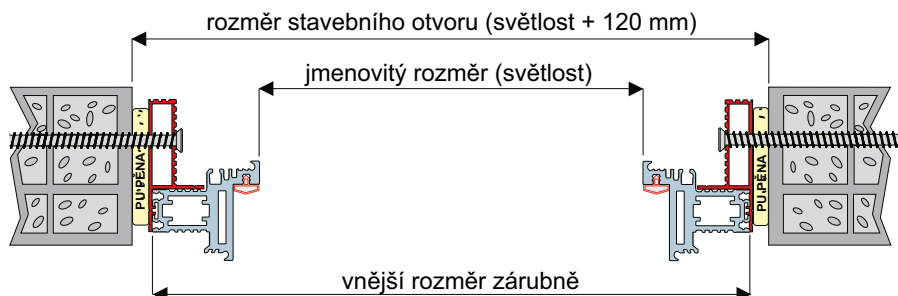 rozměr stavebního otvoru (světlost + 120 mm)
jmenovitý rozměr (světlost)
PU PĚNA
PU PĚNA
vnější rozměr zárubně